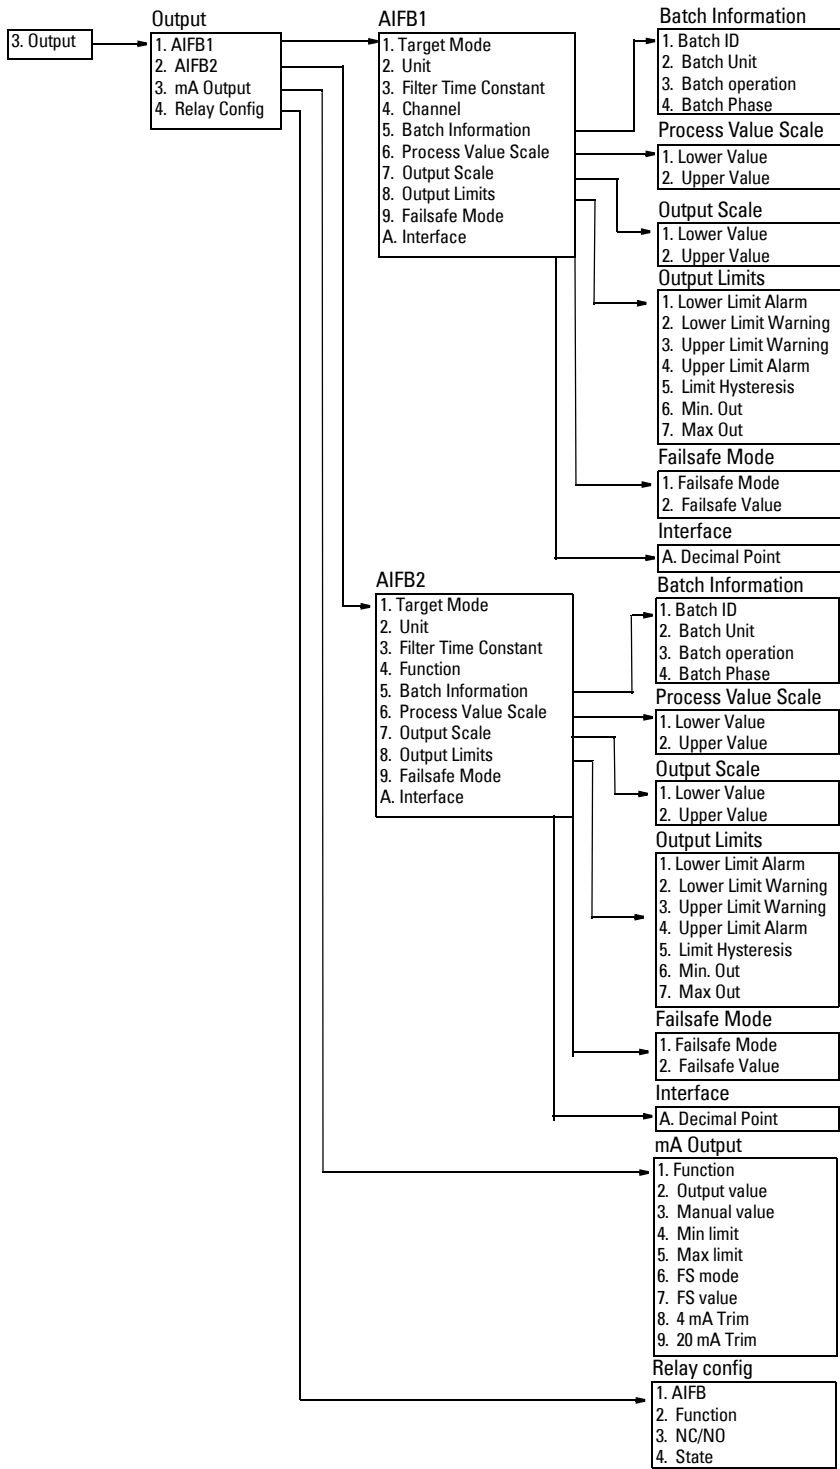 3. Output
Output
1. AIFB1
2. AIFB2
3. mA Output
4. Relay Config
AIFB1
1. Target Mode
2. Unit
3. Filter Time Constant
4. Channel
5. Batch Information
6. Process Value Scale
7. Output Scale
8. Output Limits
9. Failsafe Mode
A. Interface
Batch Information
1. Batch ID
2. Batch Unit
3. Batch operation
4. Batch Phase
Process Value Scale
1. Lower Value
2. Upper Value
Output Scale
1. Lower Value
2. Upper Value
Output Limits
1. Lower Limit Alarm
2. Lower Limit Warning
3. Upper Limit Warning
4. Upper Limit Alarm
5. Limit Hysteresis
6. Min. Out
7. Max Out
Failsafe Mode
1. Failsafe Mode
2. Failsafe Value
Interface
A. Decimal Point
AIFB2
1. Target Mode
2. Unit
3. Filter Time Constant
4. Function
5. Batch Information
6. Process Value Scale
7. Output Scale
8. Output Limits
9. Failsafe Mode
A. Interface
Batch Information
1. Batch ID
2. Batch Unit
3. Batch operation
4. Batch Phase
Process Value Scale
1. Lower Value
2. Upper Value
Output Scale
1. Lower Value
2. Upper Value
Output Limits
1. Lower Limit Alarm
2. Lower Limit Warning
3. Upper Limit Warning
4. Upper Limit Alarm
5. Limit Hysteresis
6. Min. Out
7. Max Out
Failsafe Mode
1. Failsafe Mode
2. Failsafe Value
Interface
A. Decimal Point
mA Output
1. Function
2. Output value
3. Manual value
4. Min limit
5. Max limit
6. FS mode
7. FS value
8. 4 mA Trim
9. 20 mA Trim
Relay config
1. AIFB
2. Function
3. NC/NO
4. State